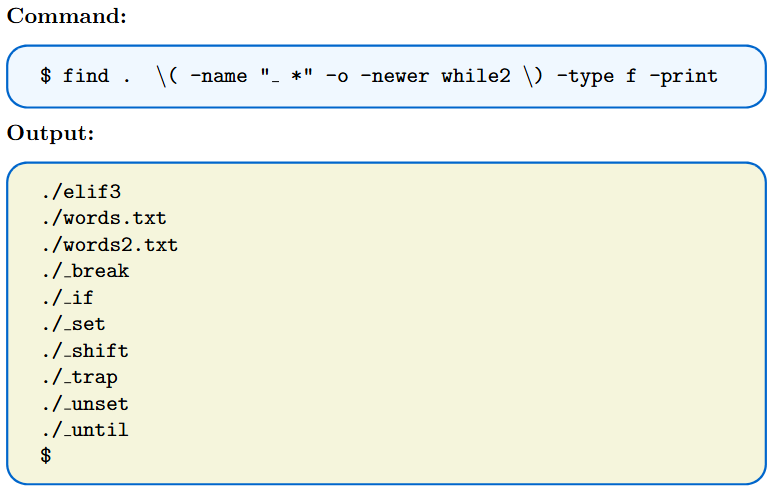 Command:
$ find .  \( -name "_ *" -o -newer while2 \) -type f -print
Output:
./elif3
./words.txt
./words2.txt
./_break
./_if
./_set
./_shift
./_trap
./_unset
./_until
$